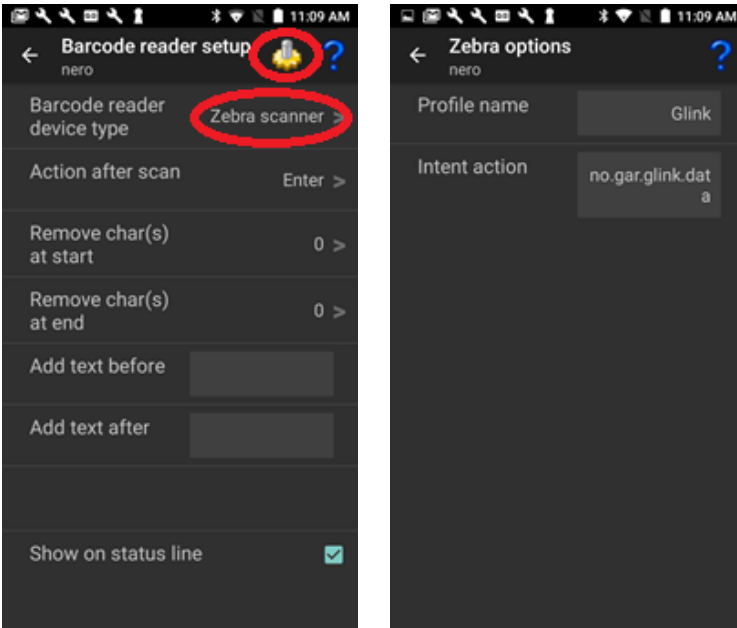 11:09 AM
Barcode reader setup
nero
?
Barcode reader
device type
Zebra scanner >
Action after scan
Enter >
Remove char(s)
at start
0 >
Remove char(s)
at end
0 >
Add text before
Add text after
Show on status line
11:09 AM
Zebra options
nero
?
Profile name
Glink
Intent action
no.gar.glink.dat
a